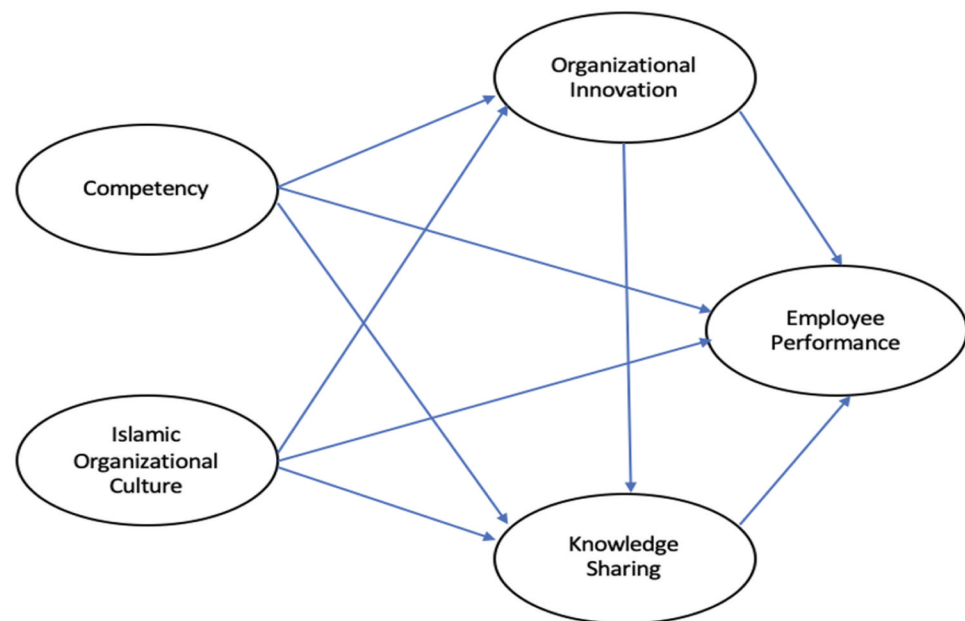 Organizational
Innovation
Competency
Employee
Performance
Islamic
Organizational
Culture
Knowledge
Sharing